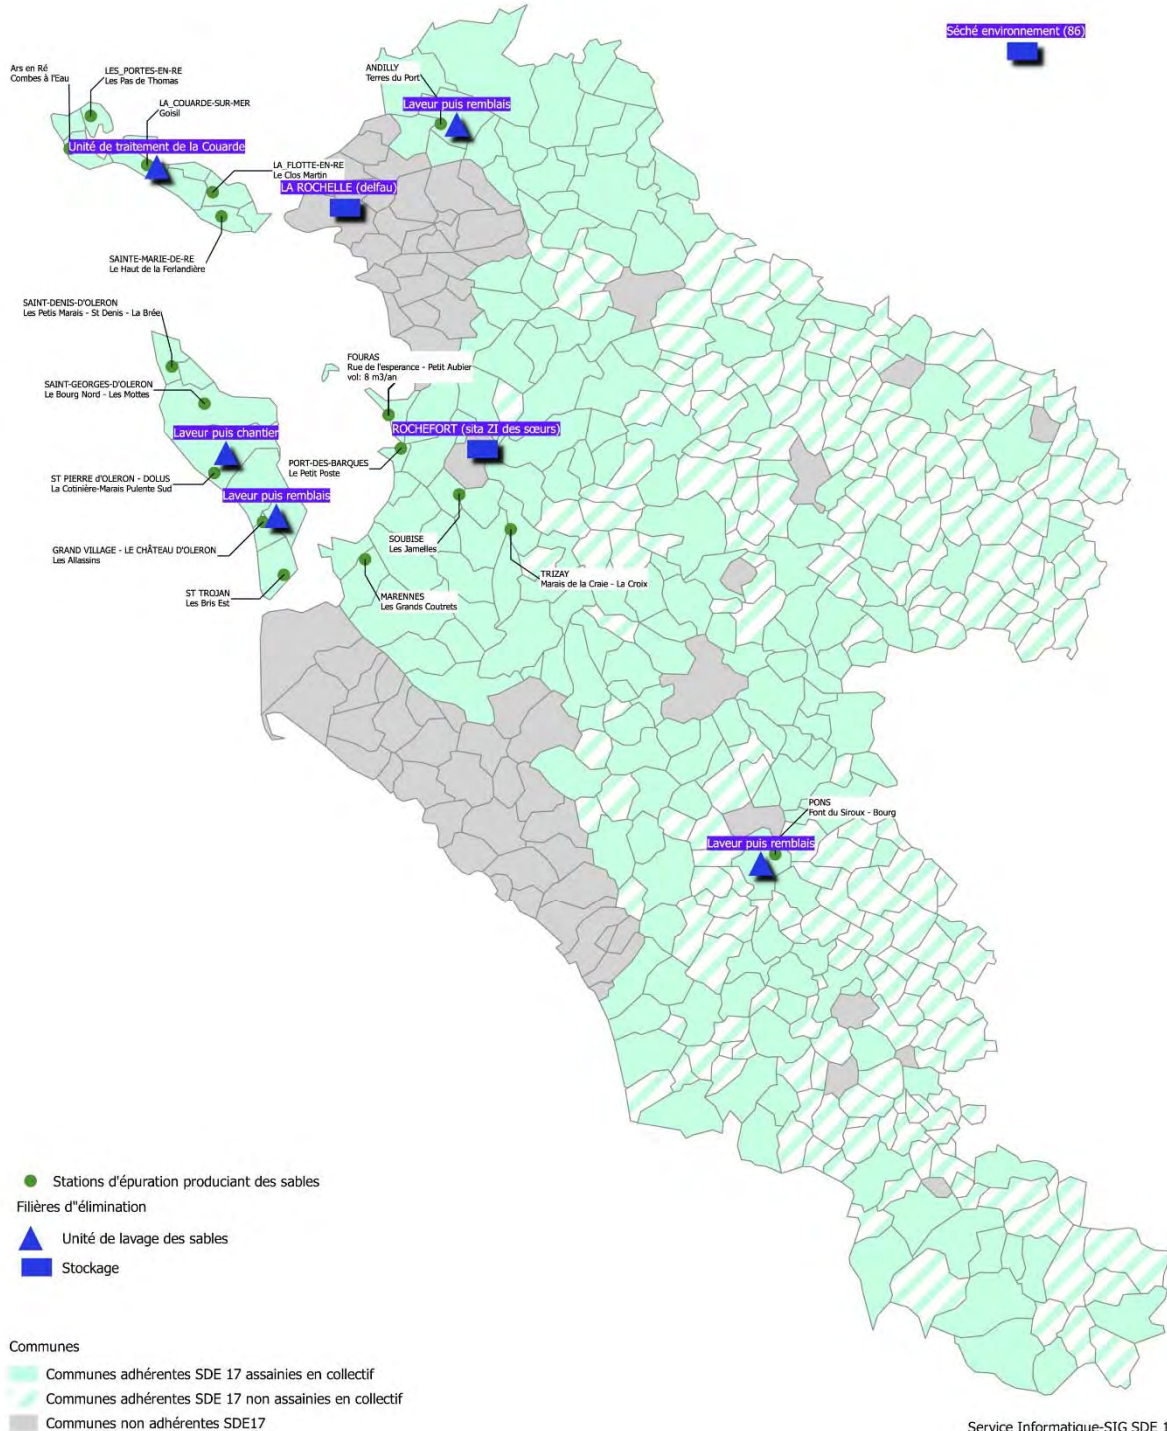 Séché environnement (86)
Ars en Ré
Combes à l'Eau
LES_PORTES-EN-RE
Les Pas de Thomas
LA_COUARDE-SUR-MER
Goisil
ANDILLY
Terres du Port
Laveur puis remblais
Unité de traitement de la Couarde
LA_FLOTTE-EN-RE
Le Clos Martin
LA ROCHELLE (delfau)
SAINTE-MARIE-DE-RE
Le Haut de la Ferlandière
SAINT-DENIS-D'OLERON
Les Petis Marais - St Denis - La Brée
FOURAS
Rue de l'esperance - Petit Aubier
vol: 8 m3/an
SAINT-GEORGES-D'OLERON
Le Bourg Nord - Les Mottes
Laveur puis chantier
ROCHEFORT (sita ZI des sœurs)
PORT-DES-BARQUES
Le Petit Poste
ST PIERRE d'OLERON - DOLUS
La Cotinière-Marais Pulente Sud
Laveur puis remblais
SOUBISE
Les Jamelles
GRAND VILLAGE - LE CHÂTEAU D'OLERON
Les Allassins
TRIZAY
Marais de la Craie - La Croix
ST TROJAN
Les Bris Est
MARENNES
Les Grands Coutrets
PONS
Font du Siroux - Bourg
Laveur puis remblais
Stations d'épuration produciant des sables
Filières d"élimination
Unité de lavage des sables
Stockage
Communes
Communes adhérentes SDE 17 assainies en collectif
Communes adhérentes SDE 17 non assainies en collectif
Communes non adhérentes SDE17
Service Informatique-SIG SDE 1